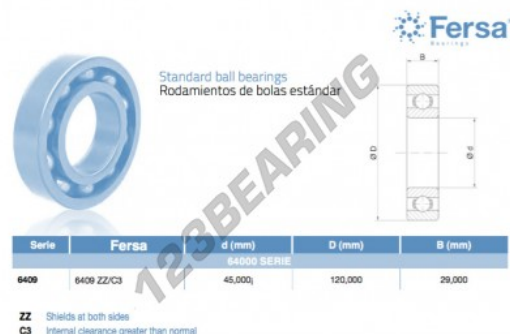 Fersa
Bearings
Standard ball bearings
Rodamientos de bolas estándar
B
Ø D
Ø d
123BEARING
Serie Fersa d (mm) D (mm) B (mm)
64000 SERIE
6409 6409 ZZ/C3 45,000 120,000 29,000
ZZ Shields at both sides
C3 Internal clearance greater than normal